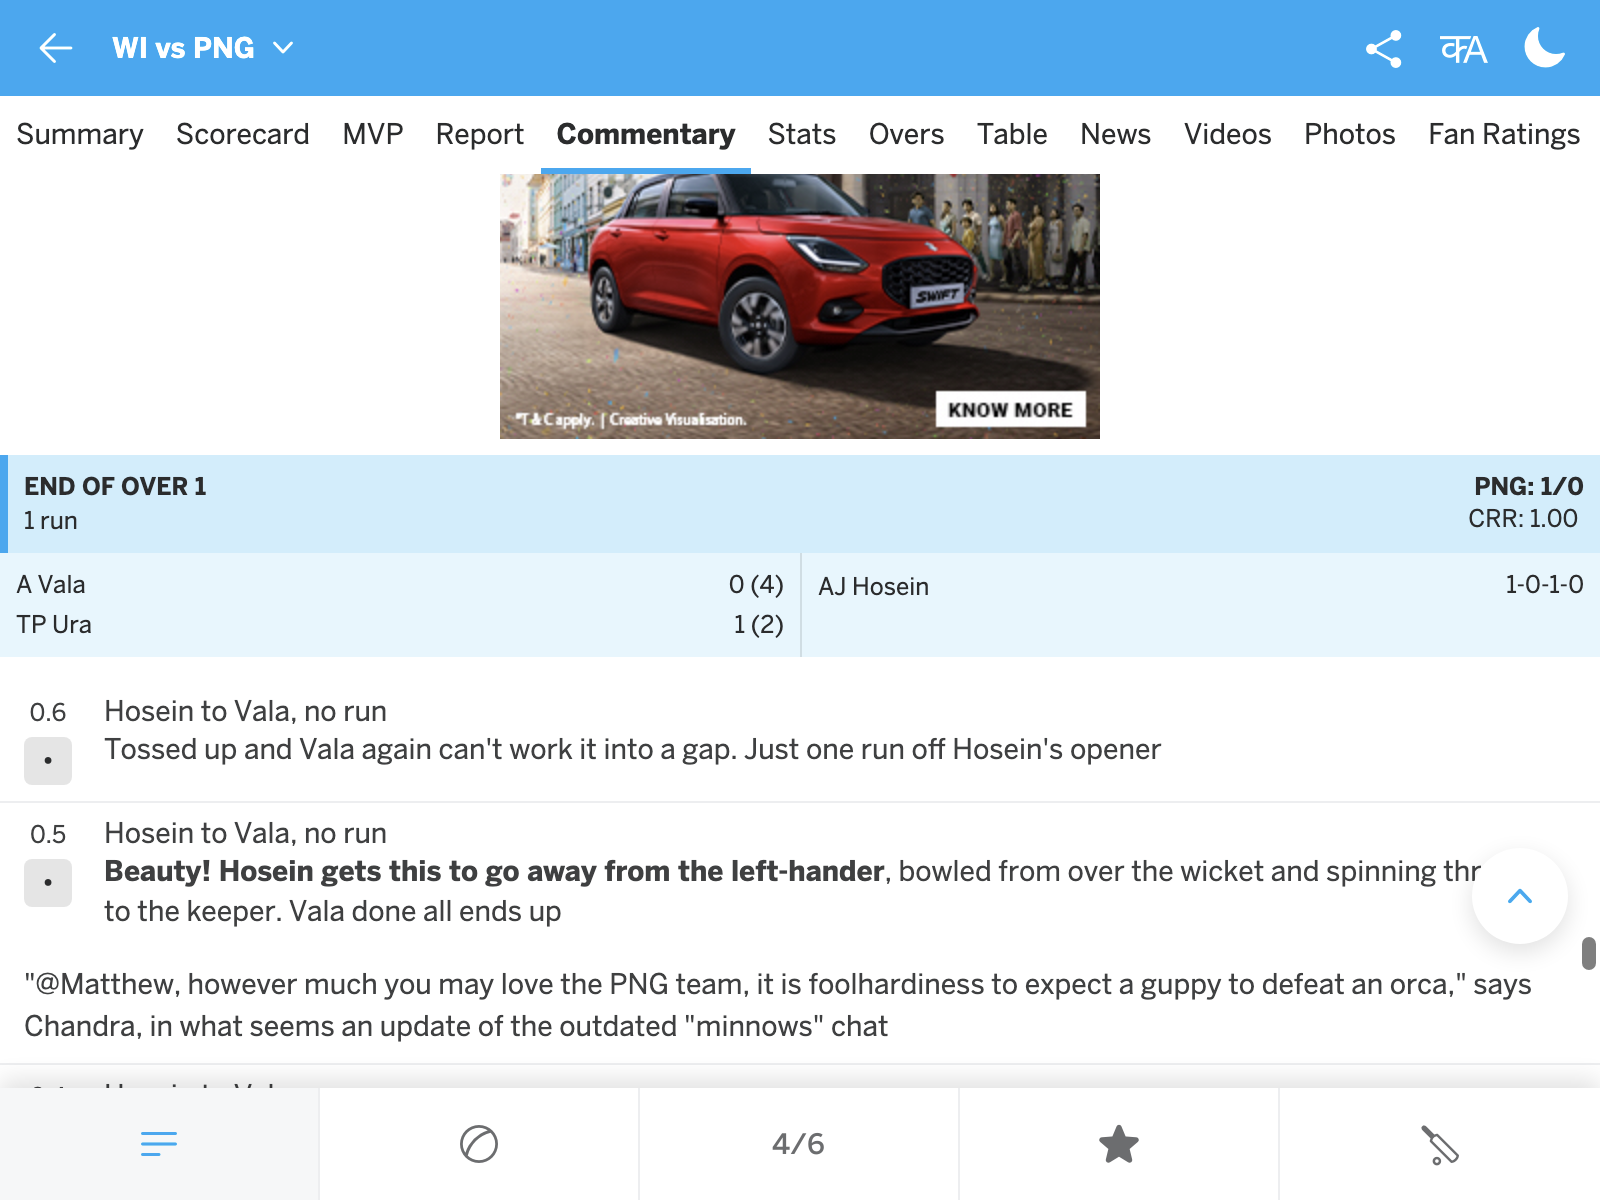 WI vs PNG
क A
Summary Scorecard MVP Report Commentary Stats Overs Table News Videos Photos Fan Ratings
SWIFT
*T & C apply. | Creative Visualisation.
KNOW MORE
END OF OVER 1 PNG: 1/0
1 run CRR: 1.00
A Vala 0 (4) AJ Hosein 1-0-1-0
TP Ura 1 (2)
0.6 Hosein to Vala, no run
• Tossed up and Vala again can't work it into a gap. Just one run off Hosein's opener
0.5 Hosein to Vala, no run
• Beauty! Hosein gets this to go away from the left-hander, bowled from over the wicket and spinning thr
to the keeper. Vala done all ends up
"@Matthew, however much you may love the PNG team, it is foolhardiness to expect a guppy to defeat an orca," says
Chandra, in what seems an update of the outdated "minnows" chat
4/6